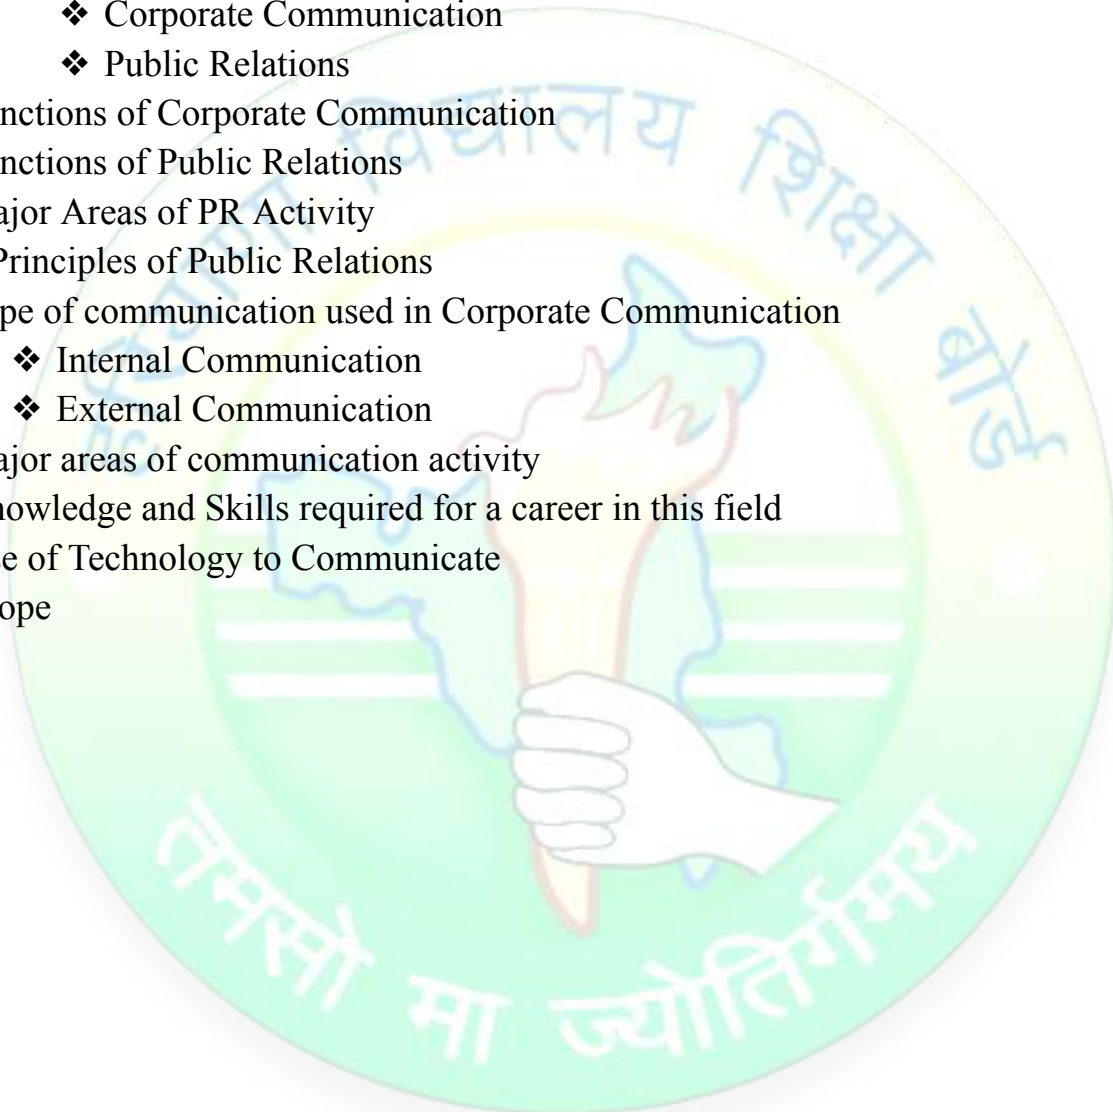 ❖ Corporate Communication
❖ Public Relations
nctions of Corporate Communication
nctions of Public Relations
ajor Areas of PR Activity
Principles of Public Relations
pe of communication used in Corporate Communication
❖ Internal Communication
❖ External Communication
ajor areas of communication activity
nowledge and Skills required for a career in this field
e of Technology to Communicate
ope
हरियाणा विद्यालय शिक्षा बोर्ड
तमसो मा ज्योतिर्गमय